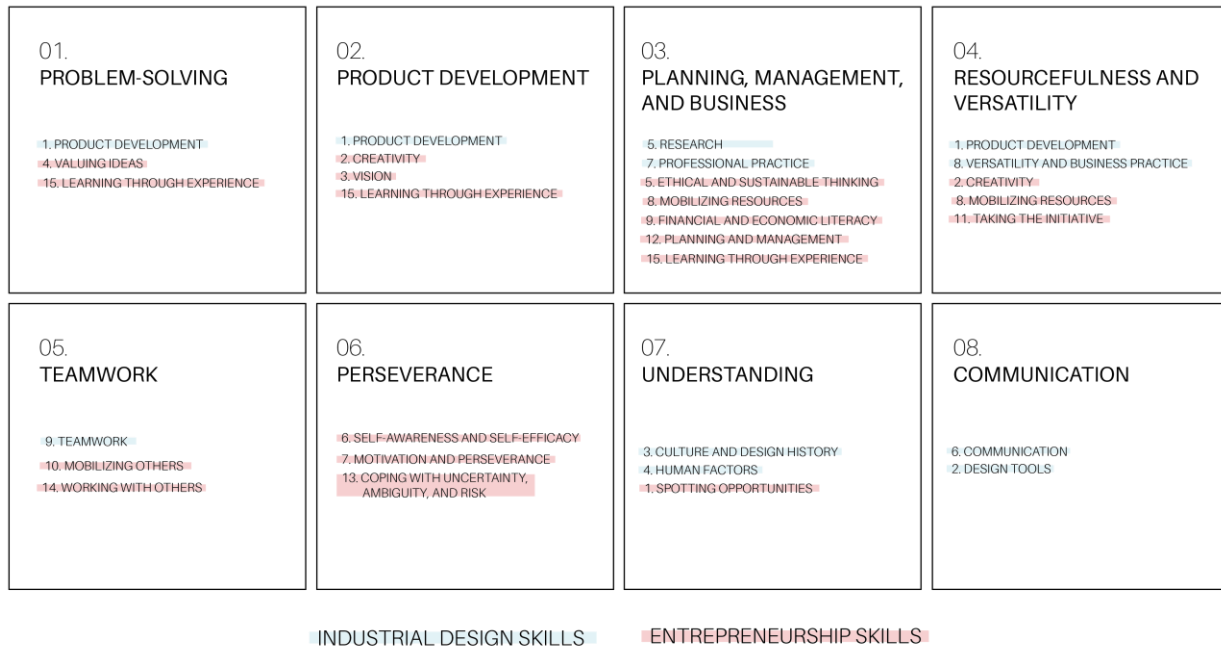 01.
PROBLEM-SOLVING
1. PRODUCT DEVELOPMENT
4. VALUING IDEAS
15. LEARNING THROUGH EXPERIENCE
02.
PRODUCT DEVELOPMENT
1. PRODUCT DEVELOPMENT
2. CREATIVITY
3. VISION
15. LEARNING THROUGH EXPERIENCE
03.
PLANNING, MANAGEMENT,
AND BUSINESS
5. RESEARCH
7. PROFESSIONAL PRACTICE
5. ETHICAL AND SUSTAINABLE THINKING
8. MOBILIZING RESOURCES
9. FINANCIAL AND ECONOMIC LITERACY
12. PLANNING AND MANAGEMENT
15. LEARNING THROUGH EXPERIENCE
04.
RESOURCEFULNESS AND
VERSATILITY
1. PRODUCT DEVELOPMENT
8. VERSATILITY AND BUSINESS PRACTICE
2. CREATIVITY
8. MOBILIZING RESOURCES
11. TAKING THE INITIATIVE
05.
TEAMWORK
9. TEAMWORK
10. MOBILIZING OTHERS
14. WORKING WITH OTHERS
06.
PERSEVERANCE
6. SELF-AWARENESS AND SELF-EFFICACY
7. MOTIVATION AND PERSEVERANCE
13. COPING WITH UNCERTAINTY,
AMBIGUITY, AND RISK
07.
UNDERSTANDING
3. CULTURE AND DESIGN HISTORY
4. HUMAN FACTORS
1. SPOTTING OPPORTUNITIES
08.
COMMUNICATION
6. COMMUNICATION
2. DESIGN TOOLS
INDUSTRIAL DESIGN SKILLS
ENTREPRENEURSHIP SKILLS